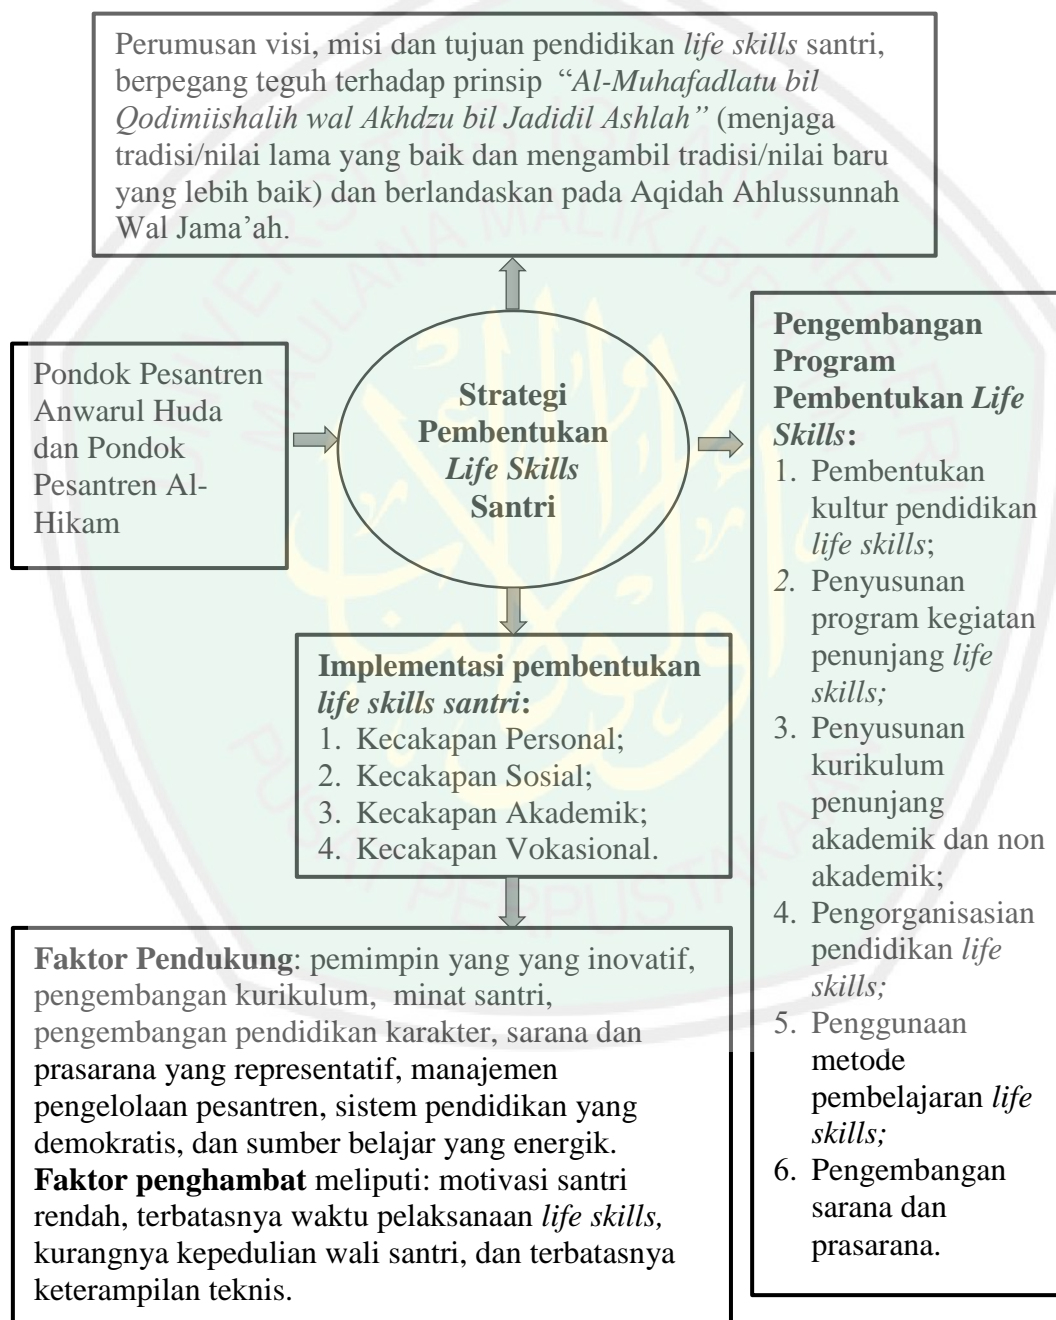 Perumusan visi, misi dan tujuan pendidikan life skills santri,
berpegang teguh terhadap prinsip “Al-Muhafadlatu bil
Qodimiishalih wal Akhdzu bil Jadidil Ashlah” (menjaga
tradisi/nilai lama yang baik dan mengambil tradisi/nilai baru
yang lebih baik) dan berlandaskan pada Aqidah Ahlussunnah
Wal Jama’ah.
Pondok Pesantren
Anwarul Huda
dan Pondok
Pesantren Al-
Hikam
Strategi
Pembentukan
Life Skills
Santri
Pengembangan
Program
Pembentukan Life
Skills:
1. Pembentukan
kultur pendidikan
life skills;
2. Penyusunan
program kegiatan
penunjang life
skills;
3. Penyusunan
kurikulum
penunjang
akademik dan non
akademik;
4. Pengorganisasian
pendidikan life
skills;
5. Penggunaan
metode
pembelajaran life
skills;
6. Pengembangan
sarana dan
prasarana.
Implementasi pembentukan
life skills santri:
1. Kecakapan Personal;
2. Kecakapan Sosial;
3. Kecakapan Akademik;
4. Kecakapan Vokasional.
Faktor Pendukung: pemimpin yang yang inovatif,
pengembangan kurikulum, minat santri,
pengembangan pendidikan karakter, sarana dan
prasarana yang representatif, manajemen
pengelolaan pesantren, sistem pendidikan yang
demokratis, dan sumber belajar yang energik.
Faktor penghambat meliputi: motivasi santri
rendah, terbatasnya waktu pelaksanaan life skills,
kurangnya kepedulian wali santri, dan terbatasnya
keterampilan teknis.
MAULANA MALIK IBRAHIM
PUSAT PERPUSTAKAAN